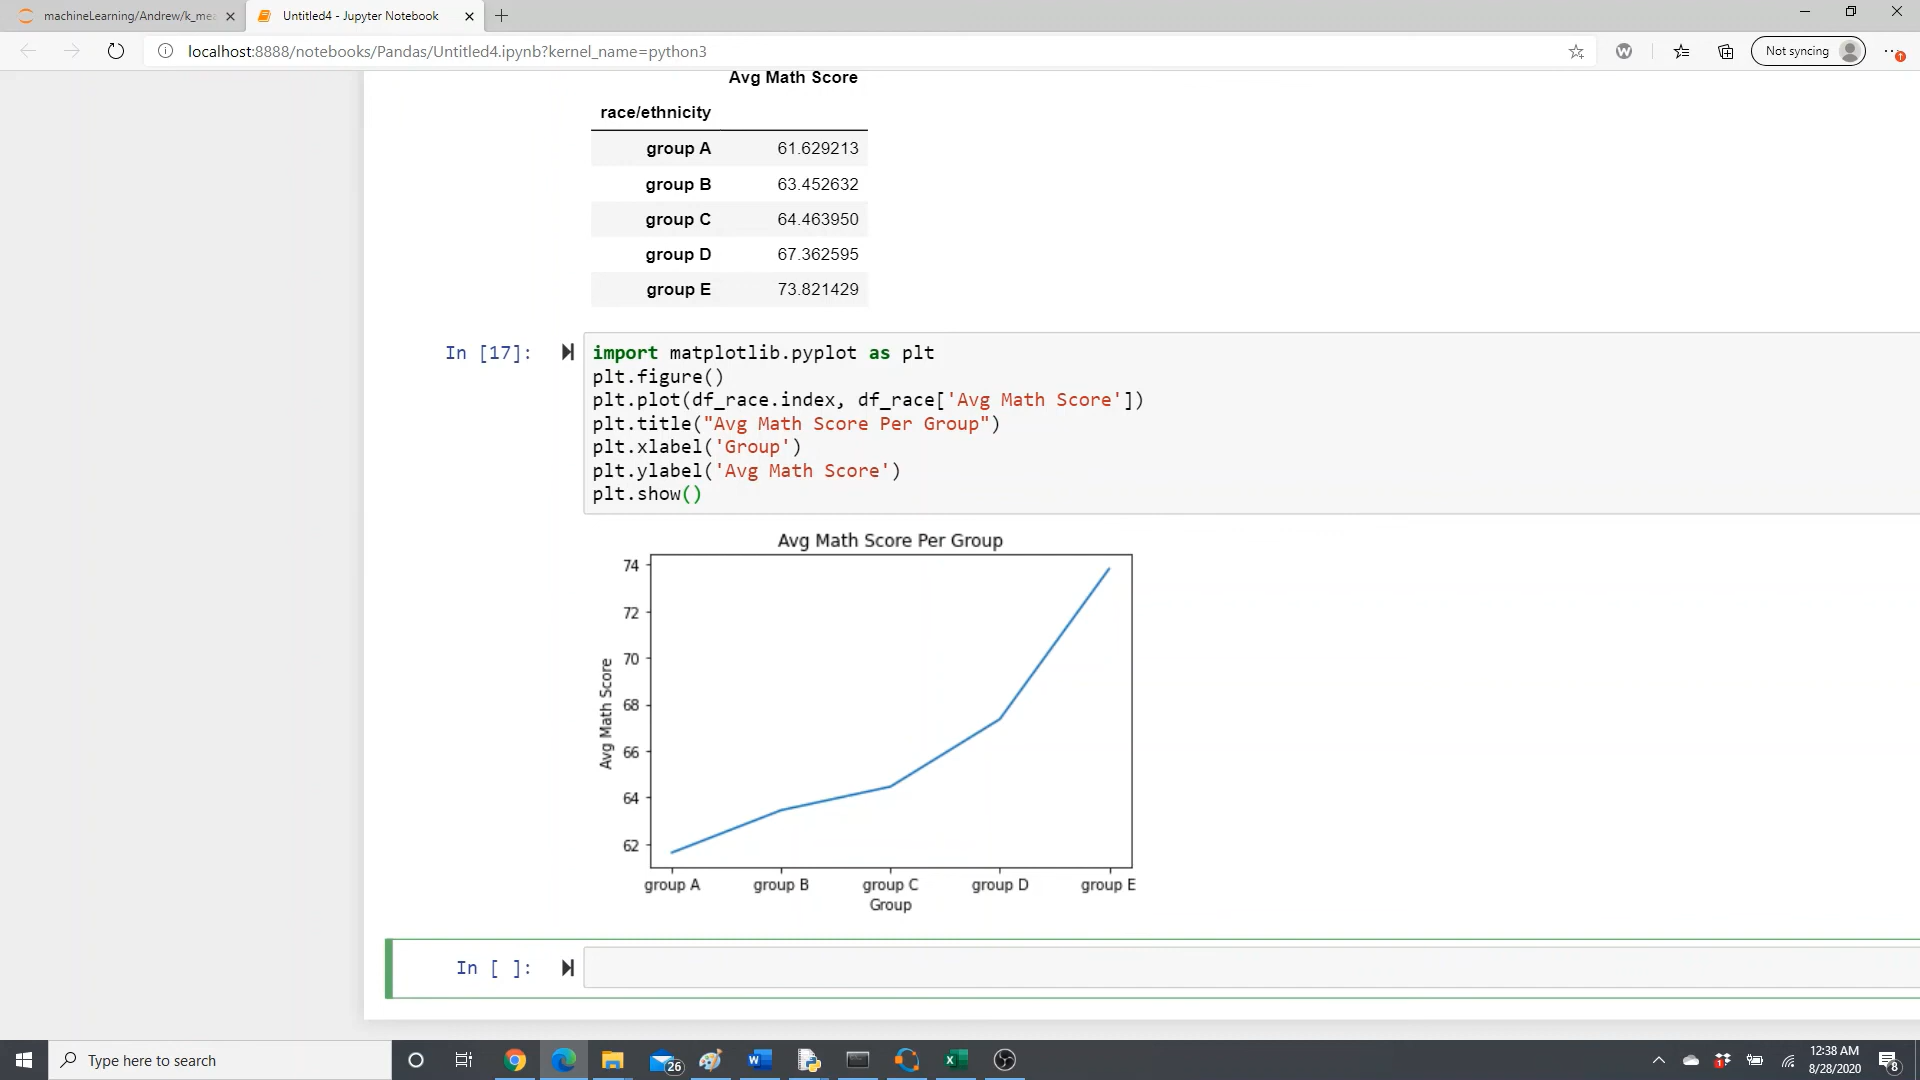 machineLearning/Andrew/k_mea
Untitled4 - Jupyter Notebook
localhost:8888/notebooks/Pandas/Untitled4.ipynb?kernel_name=python3
W
Not syncing
Avg Math Score
race/ethnicity
group A 61.629213
group B 63.452632
group C 64.463950
group D 67.362595
group E 73.821429
In [17]:
import matplotlib.pyplot as plt
plt.figure()
plt.plot(df_race.index, df_race['Avg Math Score'])
plt.title("Avg Math Score Per Group")
plt.xlabel('Group')
plt.ylabel('Avg Math Score')
plt.show()
Avg Math Score Per Group
74
72
70
68
66
64
62
Avg Math Score
group A group B group C group D group E
Group
In [ ]:
Type here to search
26
W
X
1
12:38 AM
8/28/2020
8